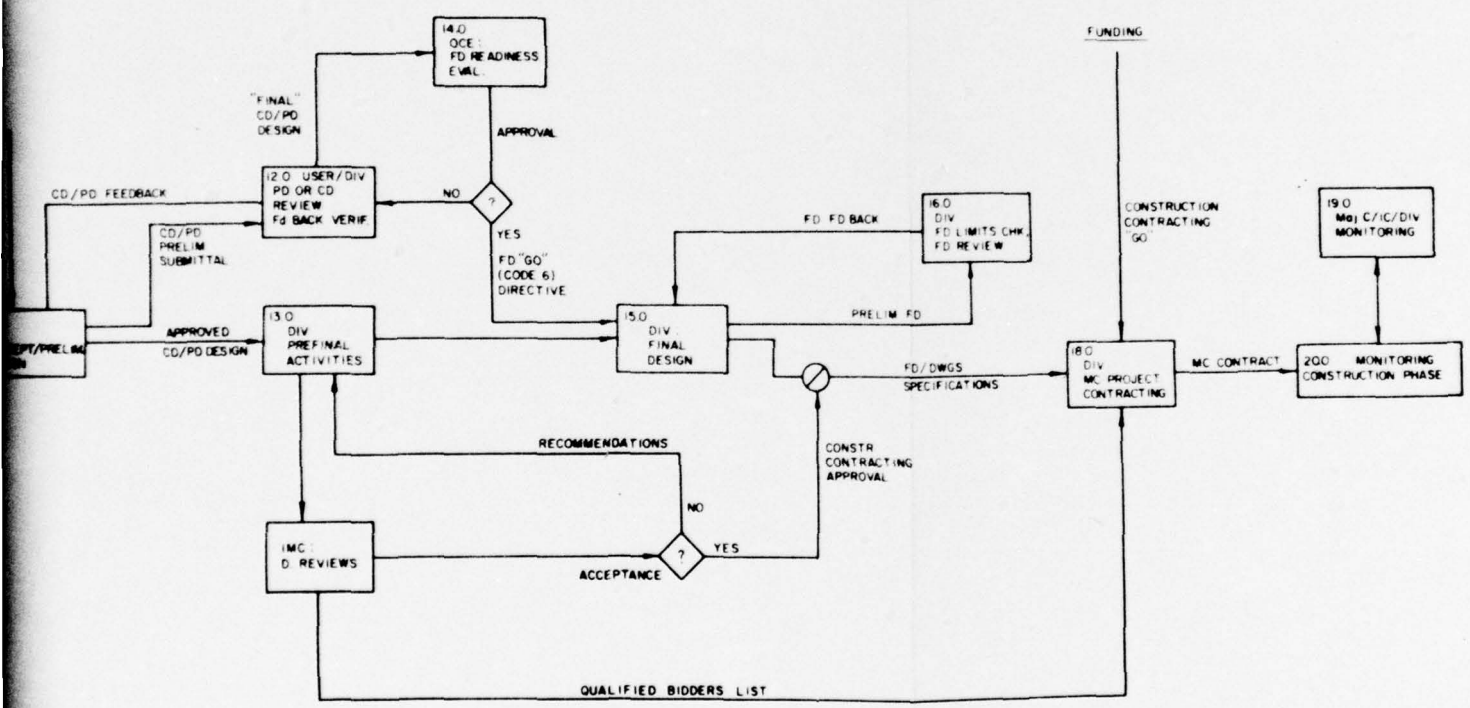 14.0
OCE:
FD READINESS
EVAL.
FUNDING
"FINAL"
CD/PD
DESIGN
APPROVAL
12.0 USER/DIV
PD OR CD
REVIEW
Fd BACK VERIF.
CD/PD FEEDBACK
NO
?
YES
CD/PD
PRELIM
SUBMITTAL
FD "GO"
(CODE 6)
DIRECTIVE
FD FD BACK
16.0
DIV
FD LIMITS CHK,
FD REVIEW
CONSTRUCTION
CONTRACTING
"GO"
19.0
Maj C/IC/DIV
MONITORING
EPT/PRELIM
APPROVED
CD/PD DESIGN
13.0
DIV
PREFINAL
ACTIVITIES
15.0
DIV:
FINAL
DESIGN
PRELIM FD
FD/DWGS
SPECIFICATIONS
18.0
DIV
MC PROJECT
CONTRACTING
MC CONTRACT
20.0 MONITORING
CONSTRUCTION PHASE
RECOMMENDATIONS
CONSTR
CONTRACTING
APPROVAL
NO
IMC:
D. REVIEWS
ACCEPTANCE
?
YES
QUALIFIED BIDDERS LIST